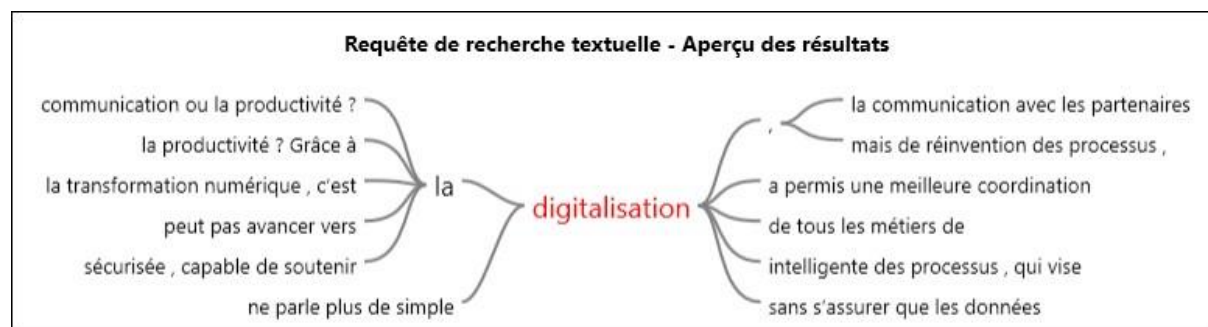 Requête de recherche textuelle - Aperçu des résultats
communication ou la productivité ?
la productivité ? Grâce à
la transformation numérique , c'est
peut pas avancer vers
sécurisée , capable de soutenir
la
ne parle plus de simple
digitalisation
,
la communication avec les partenaires
mais de réinvention des processus ,
a permis une meilleure coordination
de tous les métiers de
intelligente des processus , qui vise
sans s'assurer que les données